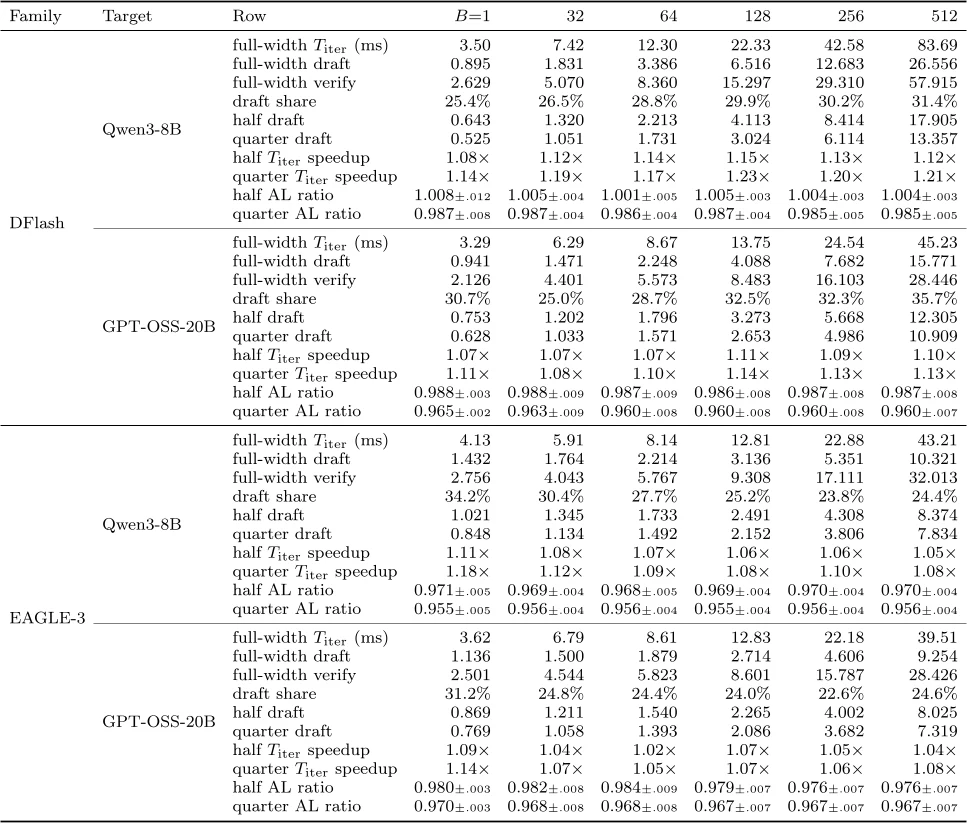 Family Target Row B=1 32 64 128 256 512
full-width T_iter (ms) 3.50 7.42 12.30 22.33 42.58 83.69
full-width draft 0.895 1.831 3.386 6.516 12.683 26.556
full-width verify 2.629 5.070 8.360 15.297 29.310 57.915
draft share 25.4% 26.5% 28.8% 29.9% 30.2% 31.4%
Qwen3-8B
half draft 0.643 1.320 2.213 4.113 8.414 17.905
quarter draft 0.525 1.051 1.731 3.024 6.114 13.357
half T_iter speedup 1.08× 1.12× 1.14× 1.15× 1.13× 1.12×
quarter T_iter speedup 1.14× 1.19× 1.17× 1.23× 1.20× 1.21×
half AL ratio 1.008±.012 1.005±.004 1.001±.005 1.005±.003 1.004±.003 1.004±.003
quarter AL ratio 0.987±.008 0.987±.004 0.986±.004 0.987±.004 0.985±.005 0.985±.005
DFlash
full-width T_iter (ms) 3.29 6.29 8.67 13.75 24.54 45.23
full-width draft 0.941 1.471 2.248 4.088 7.682 15.771
full-width verify 2.126 4.401 5.573 8.483 16.103 28.446
draft share 30.7% 25.0% 28.7% 32.5% 32.3% 35.7%
half draft 0.753 1.202 1.796 3.273 5.668 12.305
GPT-OSS-20B
quarter draft 0.628 1.033 1.571 2.653 4.986 10.909
half T_iter speedup 1.07× 1.07× 1.07× 1.11× 1.09× 1.10×
quarter T_iter speedup 1.11× 1.08× 1.10× 1.14× 1.13× 1.13×
half AL ratio 0.988±.003 0.988±.009 0.987±.009 0.986±.008 0.987±.008 0.987±.008
quarter AL ratio 0.965±.002 0.963±.009 0.960±.008 0.960±.008 0.960±.008 0.960±.007
full-width T_iter (ms) 4.13 5.91 8.14 12.81 22.88 43.21
full-width draft 1.432 1.764 2.214 3.136 5.351 10.321
full-width verify 2.756 4.043 5.767 9.308 17.111 32.013
draft share 34.2% 30.4% 27.7% 25.2% 23.8% 24.4%
Qwen3-8B
half draft 1.021 1.345 1.733 2.491 4.308 8.374
quarter draft 0.848 1.134 1.492 2.152 3.806 7.834
half T_iter speedup 1.11× 1.08× 1.07× 1.06× 1.06× 1.05×
quarter T_iter speedup 1.18× 1.12× 1.09× 1.08× 1.10× 1.08×
half AL ratio 0.971±.005 0.969±.004 0.968±.005 0.969±.004 0.970±.004 0.970±.004
quarter AL ratio 0.955±.005 0.956±.004 0.956±.004 0.955±.004 0.956±.004 0.956±.004
EAGLE-3
full-width T_iter (ms) 3.62 6.79 8.61 12.83 22.18 39.51
full-width draft 1.136 1.500 1.879 2.714 4.606 9.254
full-width verify 2.501 4.544 5.823 8.601 15.787 28.426
draft share 31.2% 24.8% 24.4% 24.0% 22.6% 24.6%
half draft 0.869 1.211 1.540 2.265 4.002 8.025
GPT-OSS-20B
quarter draft 0.769 1.058 1.393 2.086 3.682 7.319
half T_iter speedup 1.09× 1.04× 1.02× 1.07× 1.05× 1.04×
quarter T_iter speedup 1.14× 1.07× 1.05× 1.07× 1.06× 1.08×
half AL ratio 0.980±.003 0.982±.008 0.984±.009 0.979±.007 0.976±.007 0.976±.007
quarter AL ratio 0.970±.003 0.968±.008 0.968±.008 0.967±.007 0.967±.007 0.967±.007